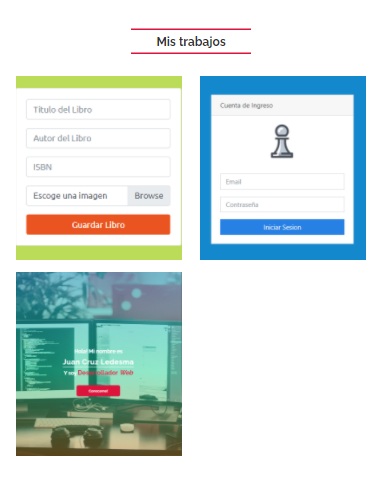 Mis trabajos
Titulo del Libro
Autor del Libro
ISBN
Escoge una imagen Browse
Guardar Libro
Cuenta de Ingreso
Email
Contraseña
Iniciar Sesion
Hola! Mi nombre es
Juan Cruz Ledesma
Y soy Desarrollador Web